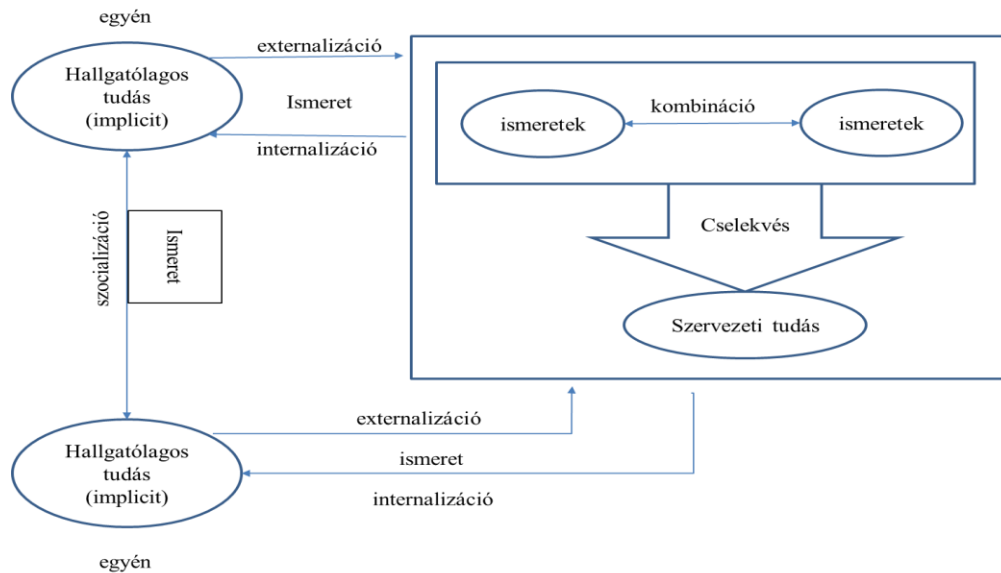 egyén
externalizáció
Hallgatólagos
tudás
(implicit)
Ismeret
internalizáció
ismeretek
kombináció
ismeretek
szocializáció
Ismeret
Cselekvés
Szervezeti tudás
externalizáció
Hallgatólagos
tudás
(implicit)
ismeret
internalizáció
egyén